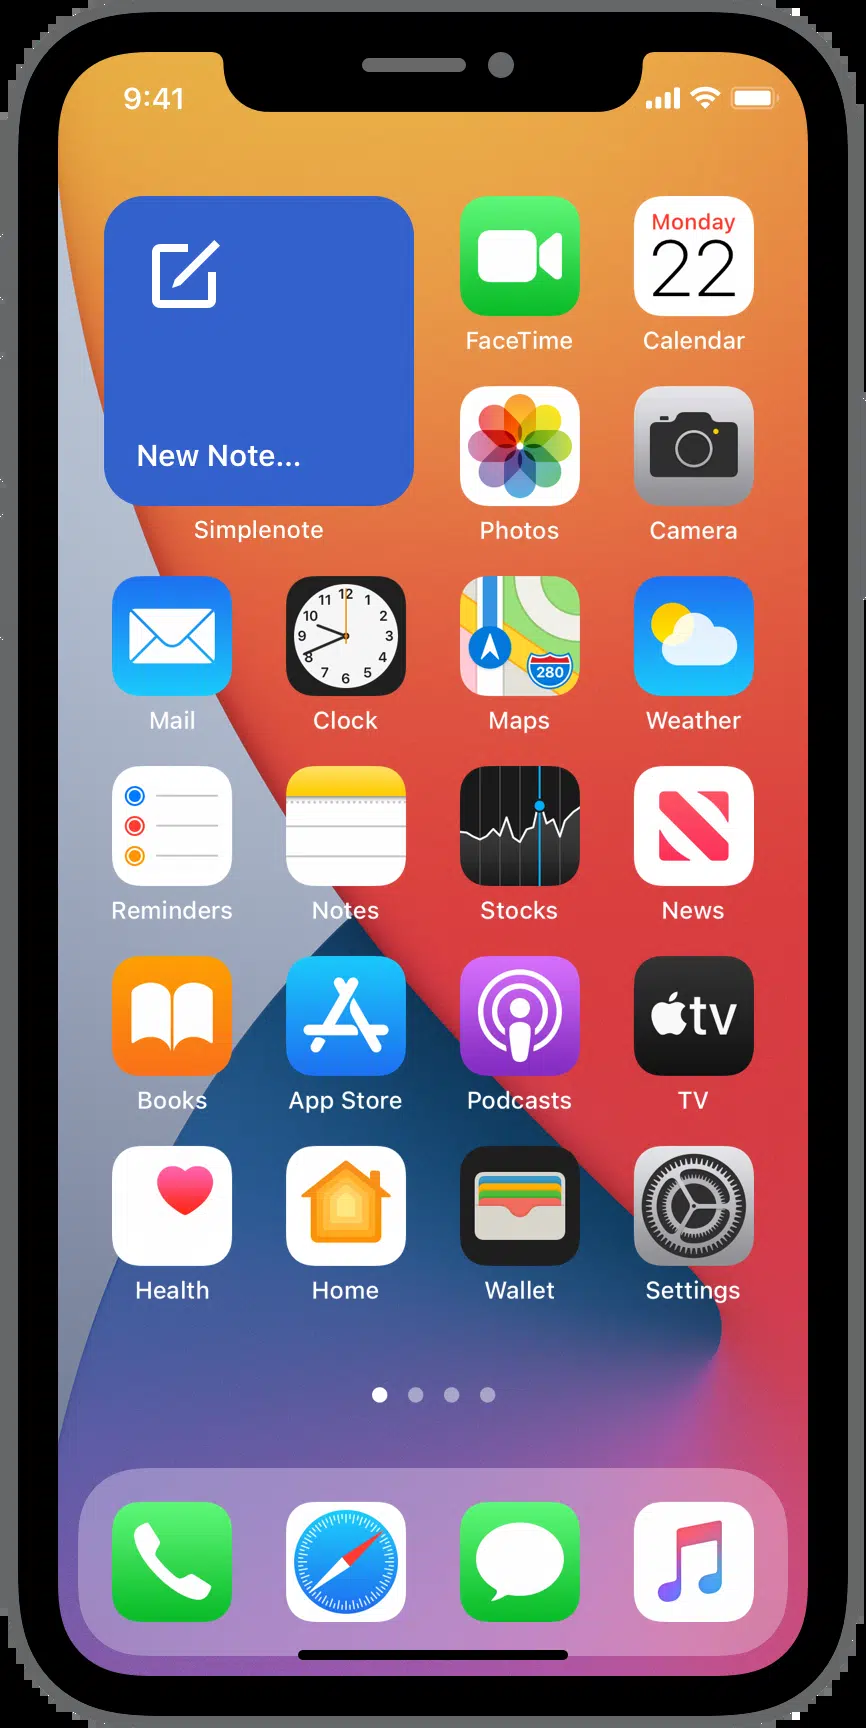 9:41
New Note...
Simplenote
FaceTime
Monday
22
Calendar
Photos
Camera
12
1
2
3
4
5
6
7
8
9
10
11
280
Mail
Clock
Maps
Weather
Reminders
Notes
Stocks
News
tv
Books
App Store
Podcasts
TV
Health
Home
Wallet
Settings